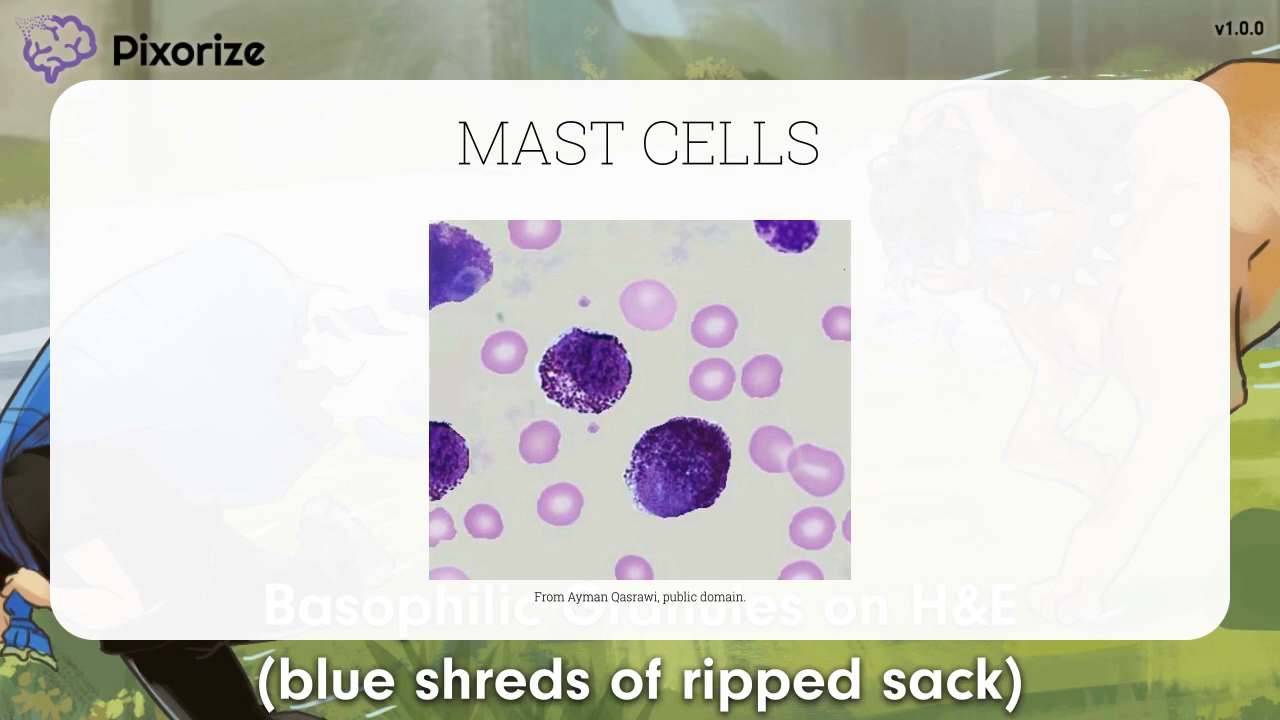 Pixorize
v1.0.0
MAST CELLS
From Ayman Qasrawi, public domain.
Basophilic Granules on H&E
(blue shreds of ripped sack)